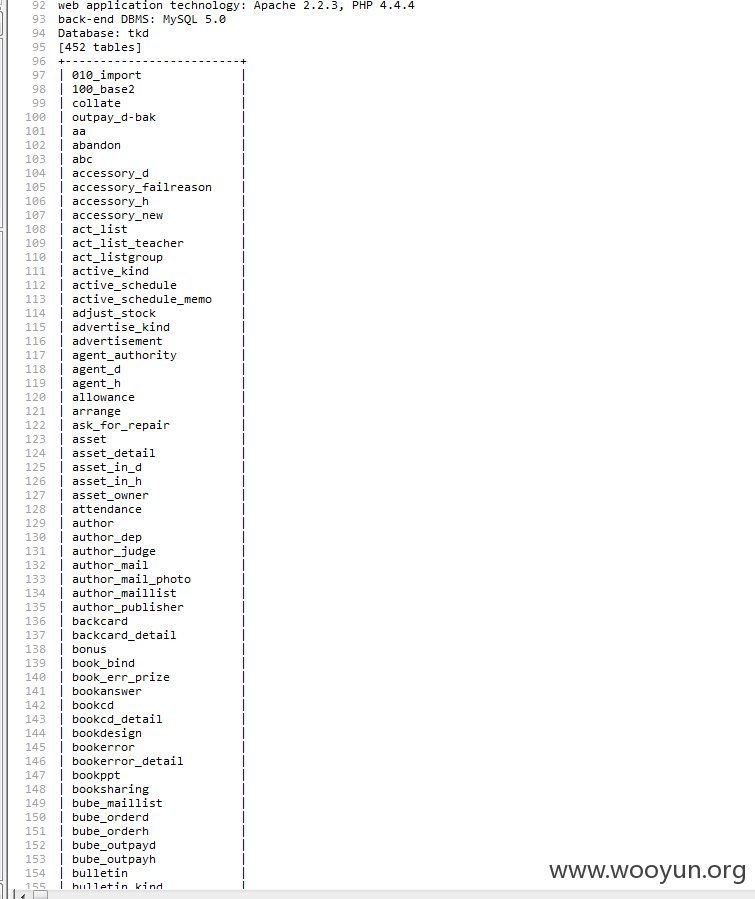 92 web application technology: Apache 2.2.3, PHP 4.4.4
93 back-end DBMS: MySQL 5.0
94 Database: tkd
95 [452 tables]
96 +-------------------------+
97 | 010_import |
98 | 100_base2 |
99 | collate |
100 | outpay_d-bak |
101 | aa |
102 | abandon |
103 | abc |
104 | accessory_d |
105 | accessory_failreason |
106 | accessory_h |
107 | accessory_new |
108 | act_list |
109 | act_list_teacher |
110 | act_listgroup |
111 | active_kind |
112 | active_schedule |
113 | active_schedule_memo |
114 | adjust_stock |
115 | advertise_kind |
116 | advertisement |
117 | agent_authority |
118 | agent_d |
119 | agent_h |
120 | allowance |
121 | arrange |
122 | ask_for_repair |
123 | asset |
124 | asset_detail |
125 | asset_in_d |
126 | asset_in_h |
127 | asset_owner |
128 | attendance |
129 | author |
130 | author_dep |
131 | author_judge |
132 | author_mail |
133 | author_mail_photo |
134 | author_maillist |
135 | author_publisher |
136 | backcard |
137 | backcard_detail |
138 | bonus |
139 | book_bind |
140 | book_err_prize |
141 | bookanswer |
142 | bookcd |
143 | bookcd_detail |
144 | bookdesign |
145 | bookerror |
146 | bookerror_detail |
147 | bookppt |
148 | booksharing |
149 | bube_maillist |
150 | bube_orderd |
151 | bube_orderh |
152 | bube_outpayd |
153 | bube_outpayh |
154 | bulletin |
155 | bulletin_kind |
www.wooyun.org